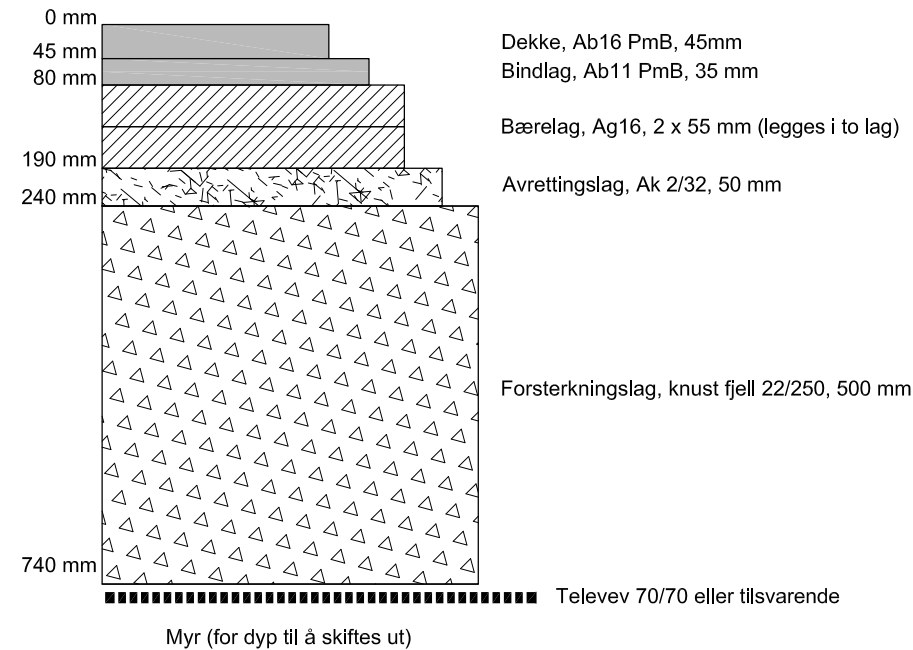 0 mm
45 mm
80 mm
190 mm
240 mm
740 mm
Dekke, Ab16 PmB, 45mm
Bindlag, Ab11 PmB, 35 mm
Bærelag, Ag16, 2 x 55 mm (legges i to lag)
Avrettingslag, Ak 2/32, 50 mm
Forsterkningslag, knust fjell 22/250, 500 mm
Televev 70/70 eller tilsvarende
Myr (for dyp til å skiftes ut)